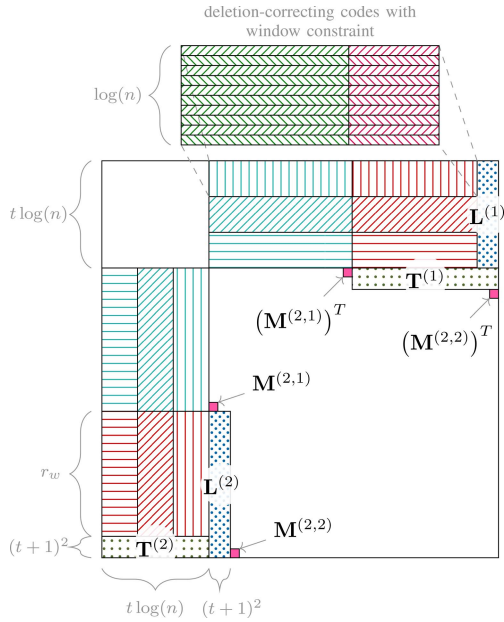 deletion-correcting codes with
window constraint
log(n)
t log(n)
L^(1)
T^(1)
(M^(2,1))^T
(M^(2,2))^T
M^(2,1)
r_w
L^(2)
(t + 1)^2
T^(2)
M^(2,2)
t log(n)
(t + 1)^2